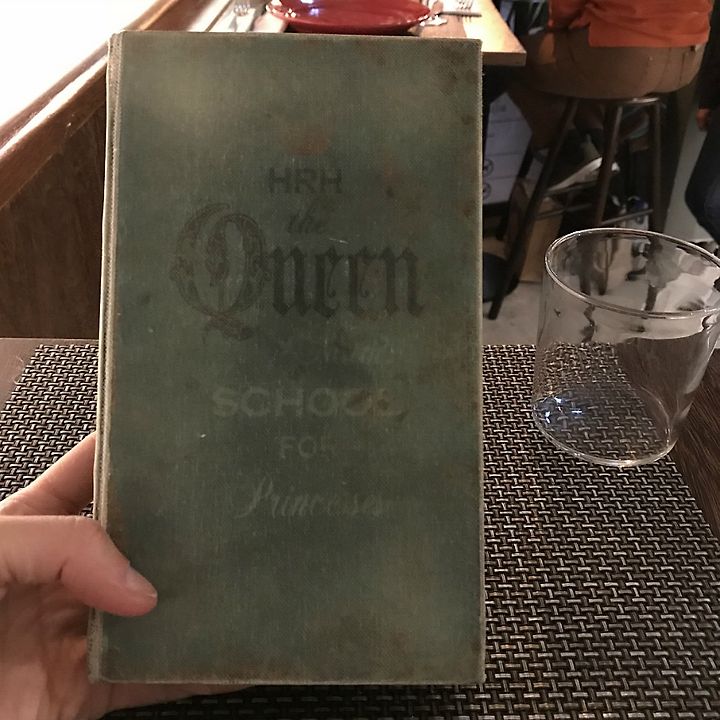 HRH
the
Queen
SCHOOL
FOR
Princesses